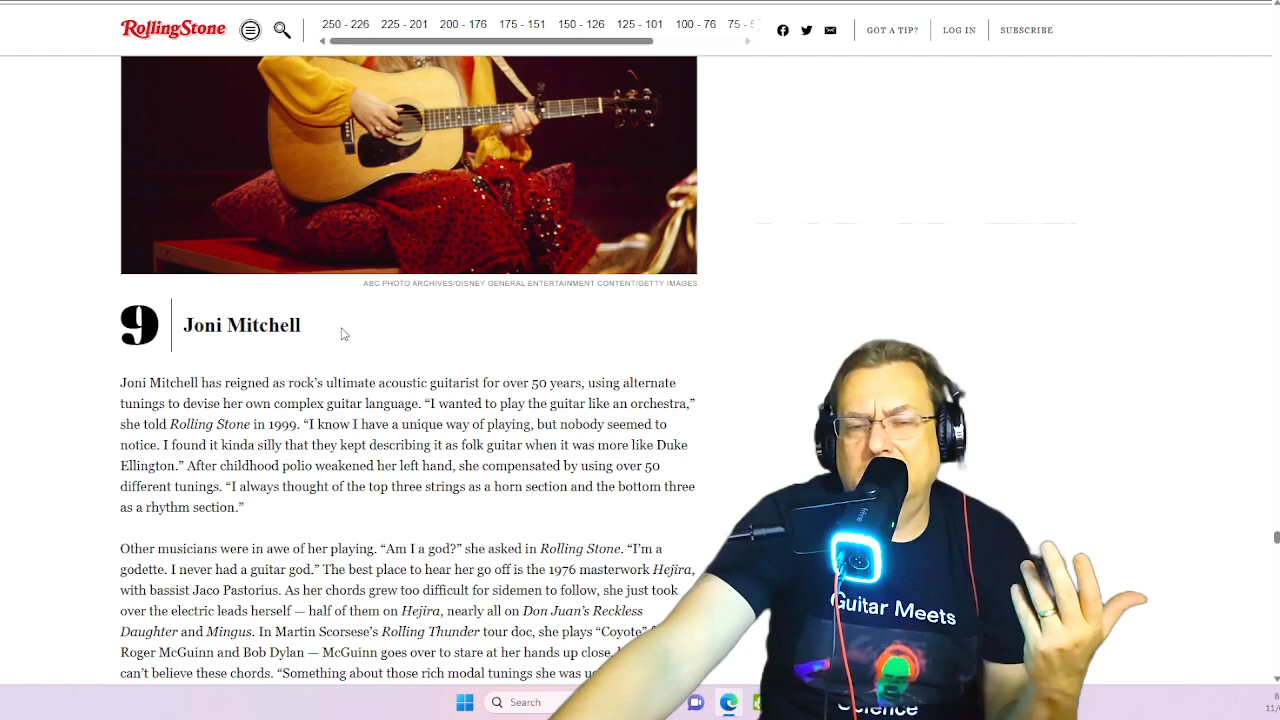 RollingStone
250 - 226 225 - 201 200 - 176 175 - 151 150 - 126 125 - 101 100 - 76 75 -
GOT A TIP? LOG IN SUBSCRIBE
ABC PHOTO ARCHIVES/DISNEY GENERAL ENTERTAINMENT CONTENT/GETTY IMAGES
9 Joni Mitchell
Joni Mitchell has reigned as rock’s ultimate acoustic guitarist for over 50 years, using alternate
tunings to devise her own complex guitar language. “I wanted to play the guitar like an orchestra,”
she told Rolling Stone in 1999. “I know I have a unique way of playing, but nobody seemed to
notice. I found it kinda silly that they kept describing it as folk guitar when it was more like Duke
Ellington.” After childhood polio weakened her left hand, she compensated by using over 50
different tunings. “I always thought of the top three strings as a horn section and the bottom three
as a rhythm section.”
Other musicians were in awe of her playing. “Am I a god?” she asked in Rolling Stone. “I’m a
godette. I never had a guitar god.” The best place to hear her go off is the 1976 masterwork Hejira,
with bassist Jaco Pastorius. As her chords grew too difficult for sidemen to follow, she just took
over the electric leads herself — half of them on Hejira, nearly all on Don Juan’s Reckless
Daughter and Mingus. In Martin Scorsese’s Rolling Thunder tour doc, she plays “Coyote”
Roger McGuinn and Bob Dylan — McGuinn goes over to stare at her hands up close,
can’t believe these chords. “Something about those rich modal tunings she was
fifine
Guitar Meets
Science
Search
8
11/